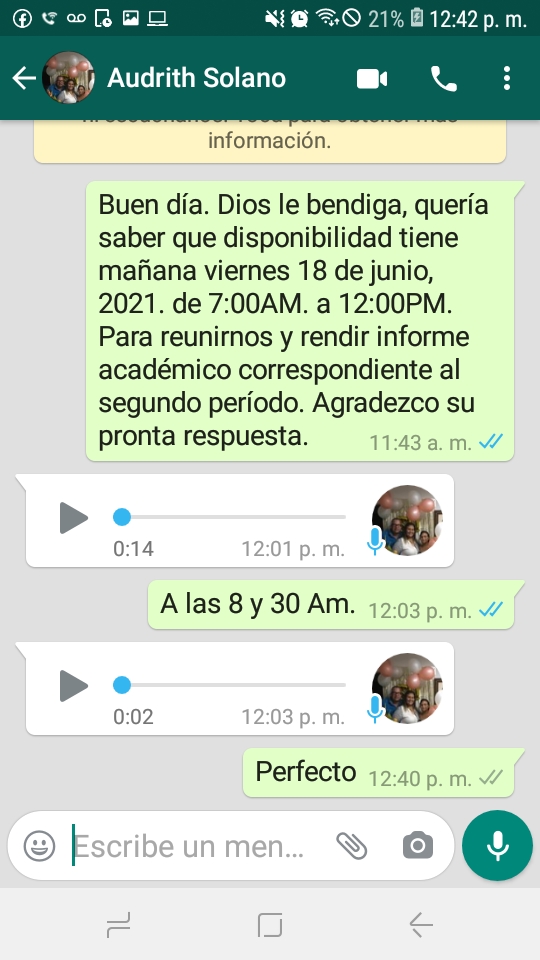 21% 12:42 p. m.
Audrith Solano
información.
Buen día. Dios le bendiga, quería
saber que disponibilidad tiene
mañana viernes 18 de junio,
2021. de 7:00AM. a 12:00PM.
Para reunirnos y rendir informe
académico correspondiente al
segundo período. Agradezco su
pronta respuesta.
11:43 a. m.
0:14 12:01 p. m.
A las 8 y 30 Am. 12:03 p. m.
0:02 12:03 p. m.
Perfecto 12:40 p. m.
Escribe un men...